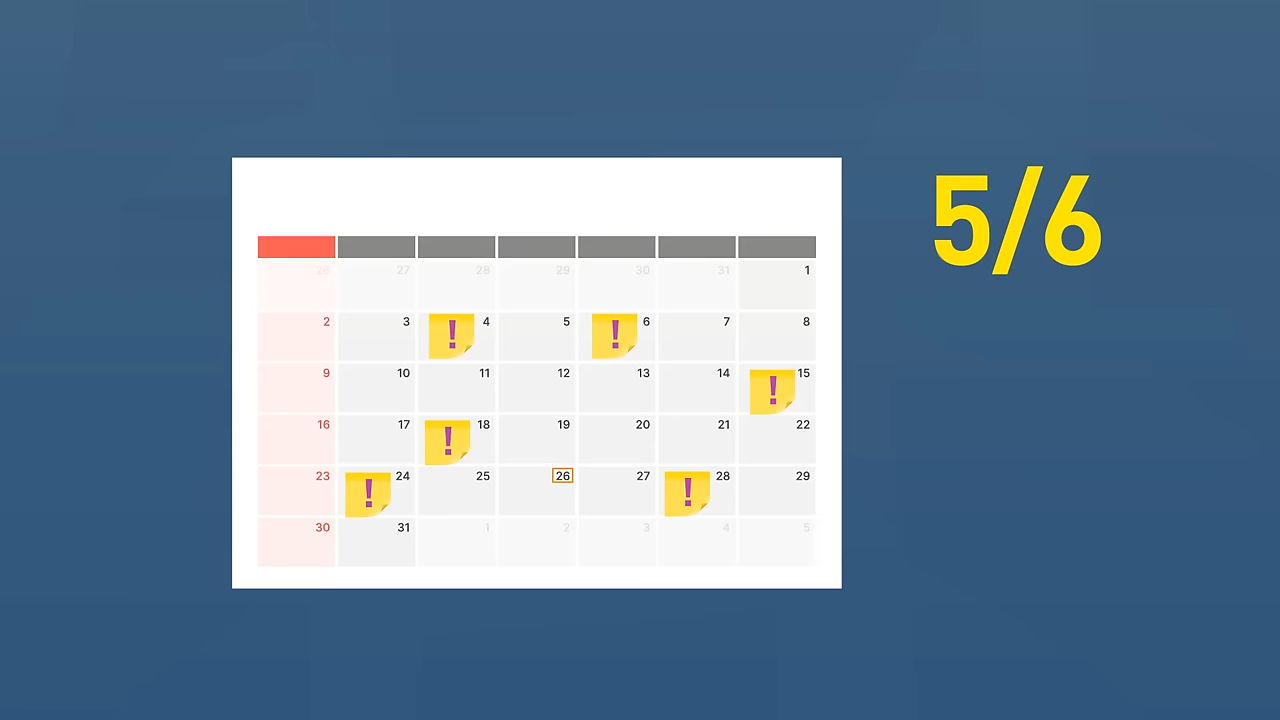 5/6
26 27 28 29 30 31 1
2 3 ! 4 5 ! 6 7 8
9 10 11 12 13 14 ! 15
16 17 ! 18 19 20 21 22
23 ! 24 25 26 27 ! 28 29
30 31 1 2 3 4 5